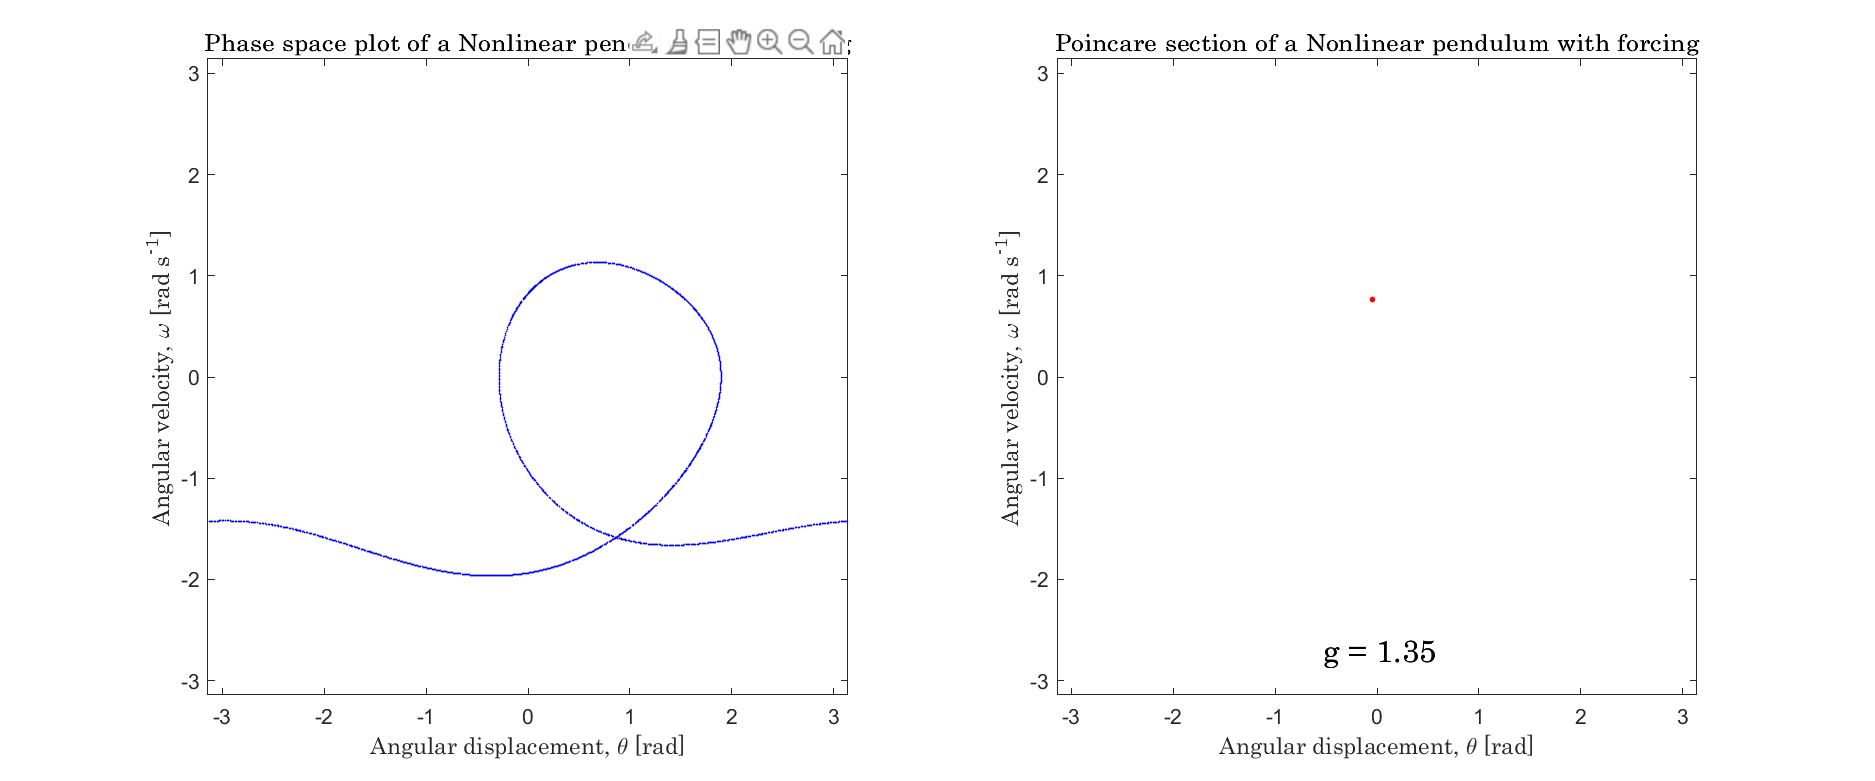 Phase space plot of a Nonlinear
Poincare section of a Nonlinear pendulum with forcing
3
2
1
0
-1
-2
-3
Angular velocity, ω [rad s⁻¹]
-3 -2 -1 0 1 2 3
Angular displacement, θ [rad]
3
2
1
0
-1
-2
-3
Angular velocity, ω [rad s⁻¹]
g = 1.35
-3 -2 -1 0 1 2 3
Angular displacement, θ [rad]